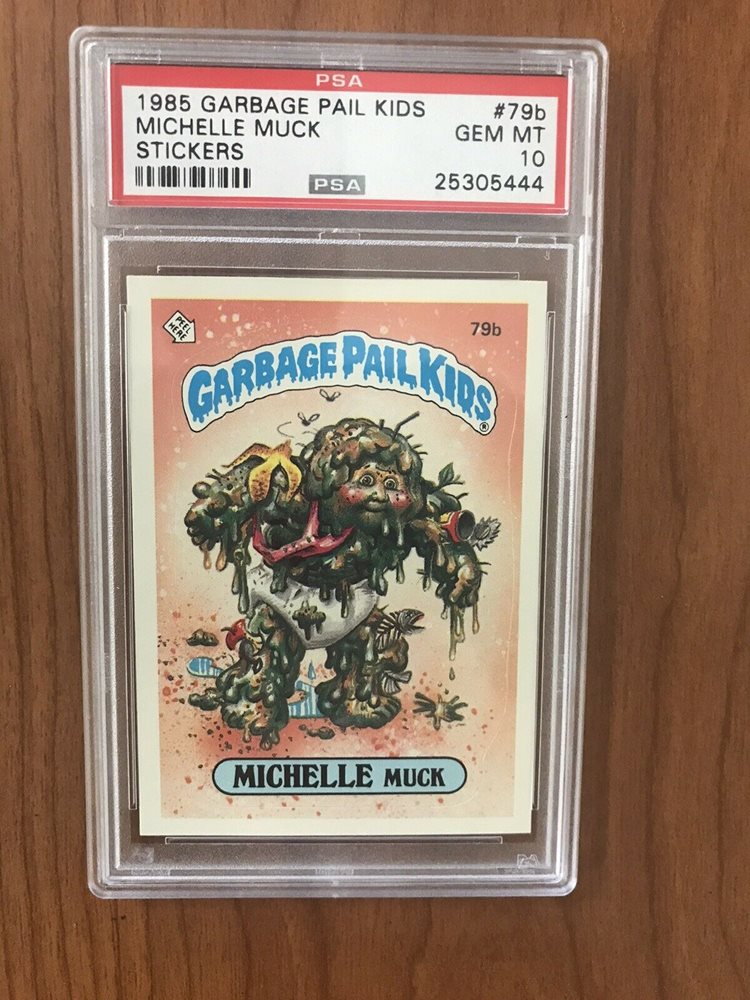 PSA
1985 GARBAGE PAIL KIDS #79b
MICHELLE MUCK GEM MT
STICKERS 10
PSA 25305444
PEEL
HERE
79b
GARBAGE PAIL KIDS®
MICHELLE MUCK